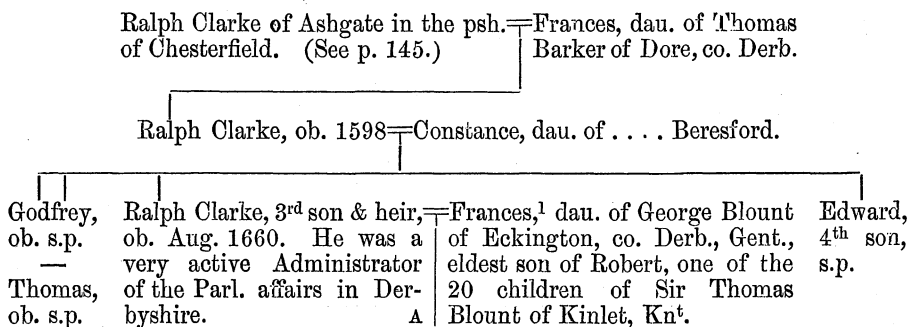 Ralph Clarke of Ashgate in the psh.=Frances, dau. of Thomas
of Chesterfield. (See p. 145.)
Barker of Dore, co. Derb.
Ralph Clarke, ob. 1598=Constance, dau. of . . . . Beresford.
Godfrey,
ob. s.p.
—
Thomas,
ob. s.p.
Ralph Clarke, 3rd son & heir,=
ob. Aug. 1660. He was a
very active Administrator
of the Parl. affairs in Der-
byshire. A
Frances,1 dau. of George Blount
of Eckington, co. Derb., Gent.,
eldest son of Robert, one of the
20 children of Sir Thomas
Blount of Kinlet, Knt.
Edward,
4th son,
s.p.